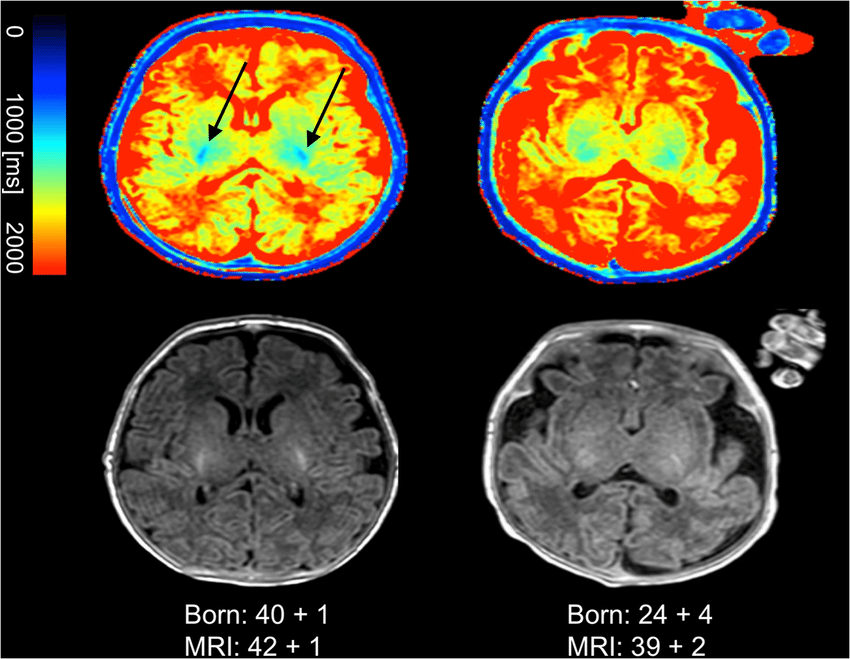 0
1000 [ms]
2000
Born: 40 + 1
MRI: 42 + 1
Born: 24 + 4
MRI: 39 + 2